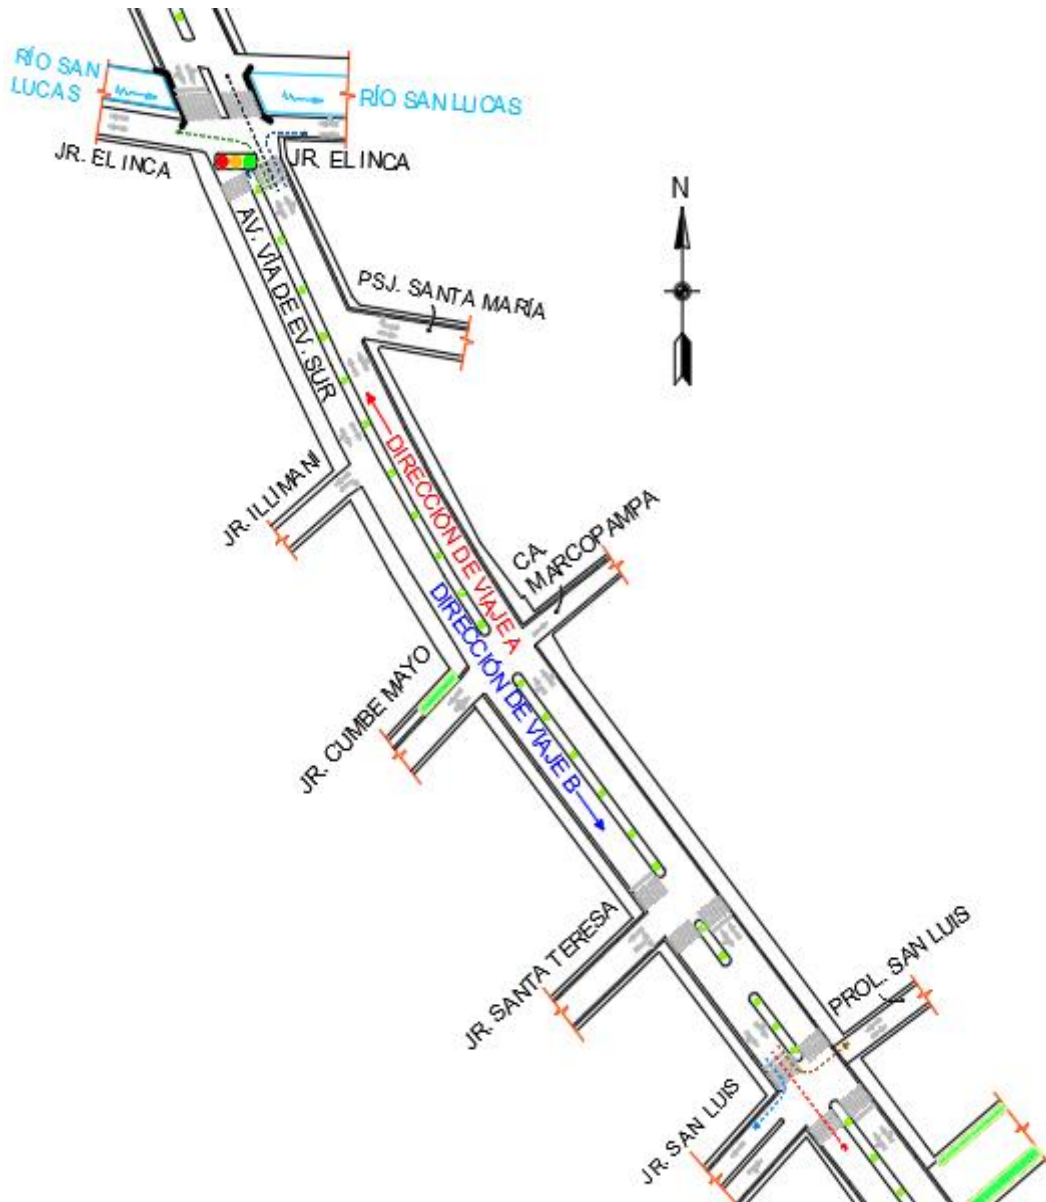 RÍO SAN
LUCAS
RÍO SAN LUCAS
JR. EL INCA
JR. EL INCA
AV. VÍA DE EV. SUR
N
PSJ. SANTA MARÍA
DIRECCIÓN DE VIAJE A
JR. ILLIMANI
CA.
MARCOPAMPA
DIRECCIÓN DE VIAJE B
JR. CUMBE MAYO
JR. SANTA TERESA
PROL. SAN LUIS
JR. SAN LUIS